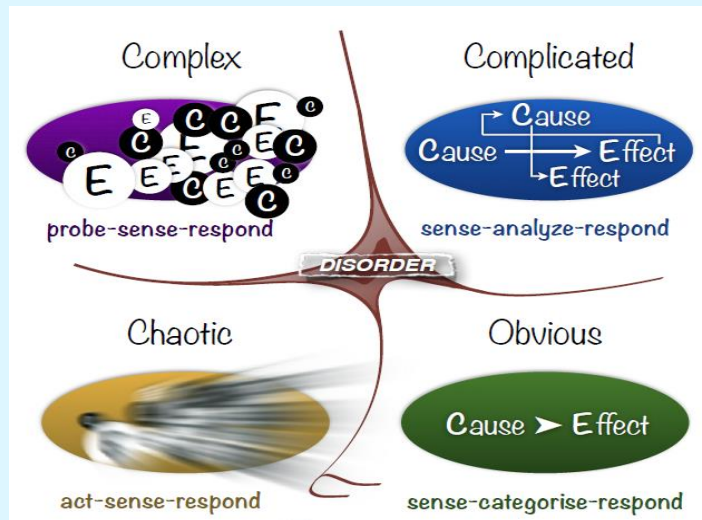 Complex
E
C
C
C
E
C
E
E
C
C
C
E
E
E
C
E
E
C
C
probe-sense-respond
Complicated
Cause
Cause Effect
Effect
sense-analyze-respond
DISORDER
Chaotic
act-sense-respond
Obvious
Cause Effect
sense-categorise-respond